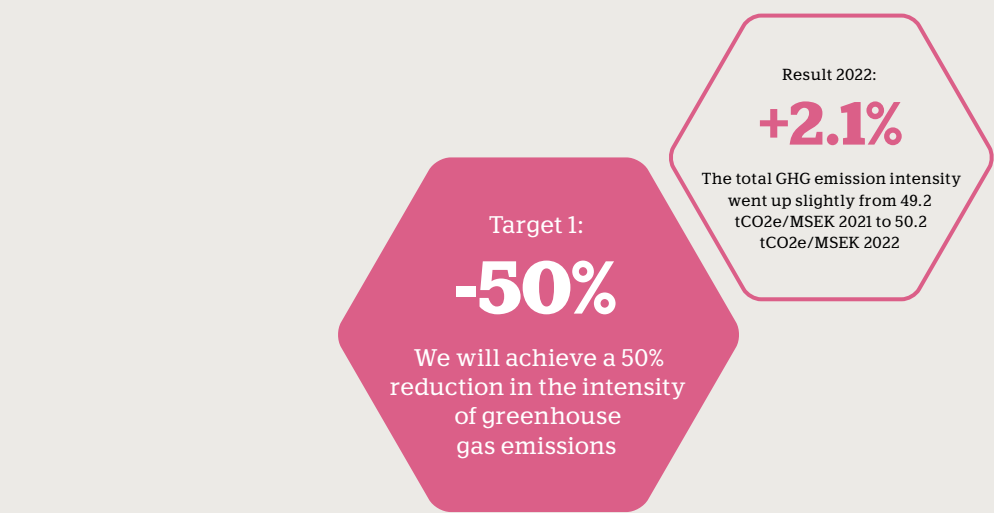 Result 2022:
+2.1%
The total GHG emission intensity
went up slightly from 49.2
tCO2e/MSEK 2021 to 50.2
tCO2e/MSEK 2022
Target 1:
-50%
We will achieve a 50%
reduction in the intensity
of greenhouse
gas emissions